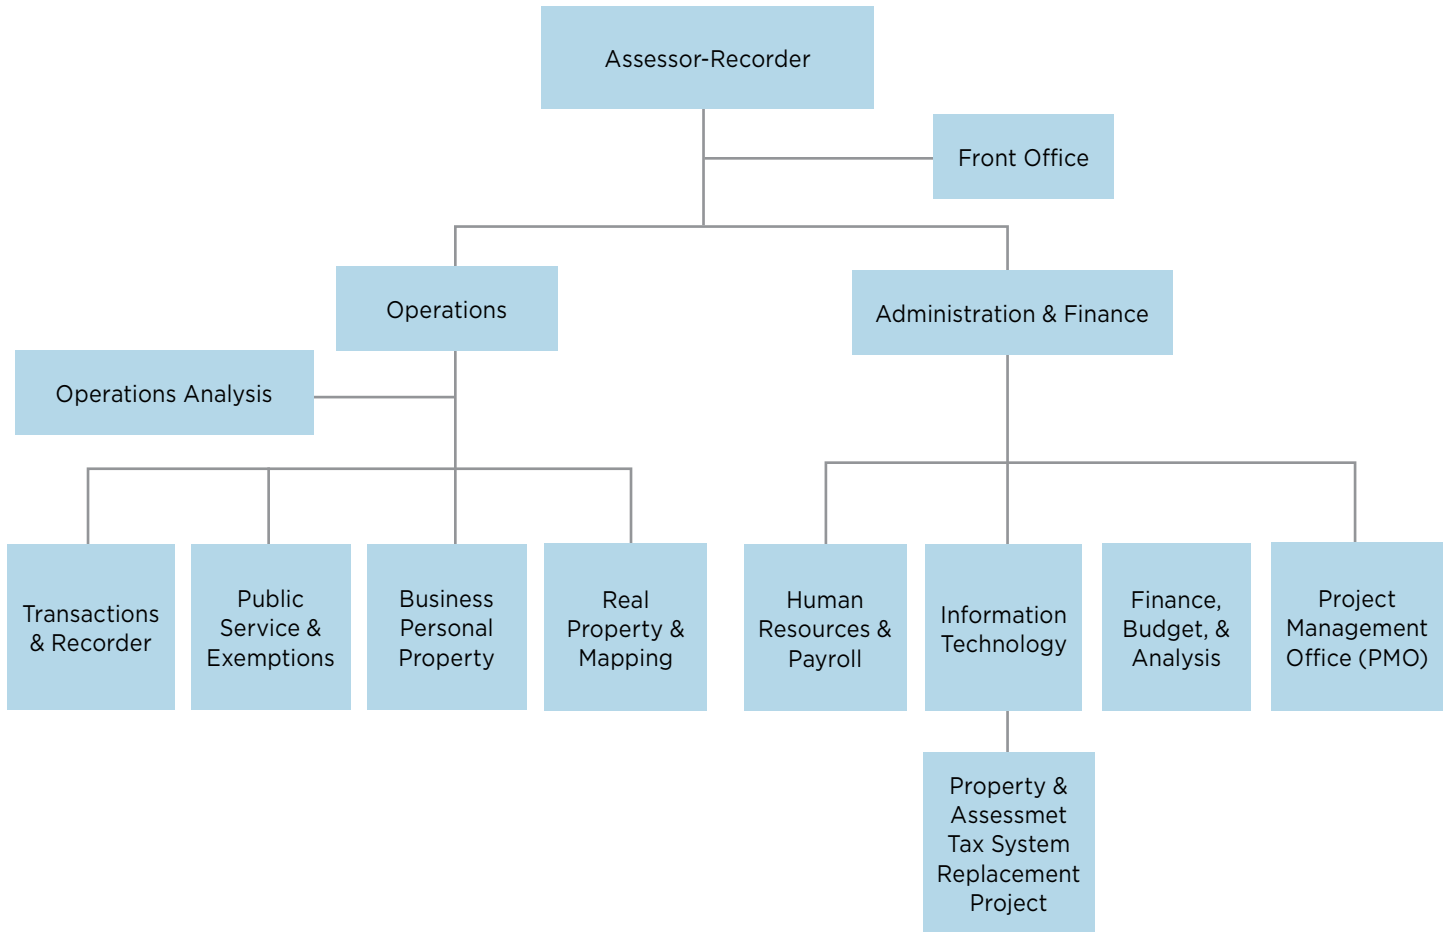 Assessor-Recorder
Front Office
Operations
Administration & Finance
Operations Analysis
Transactions
& Recorder
Public
Service &
Exemptions
Business
Personal
Property
Real
Property &
Mapping
Human
Resources &
Payroll
Information
Technology
Finance,
Budget, &
Analysis
Project
Management
Office (PMO)
Property &
Assessmet
Tax System
Replacement
Project